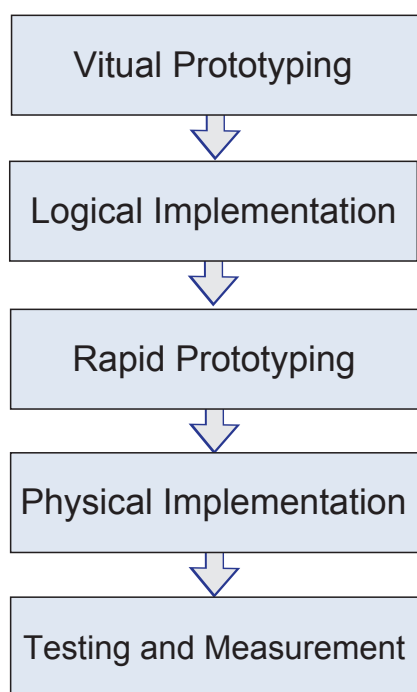 Vitual Prototyping
Logical Implementation
Rapid Prototyping
Physical Implementation
Testing and Measurement